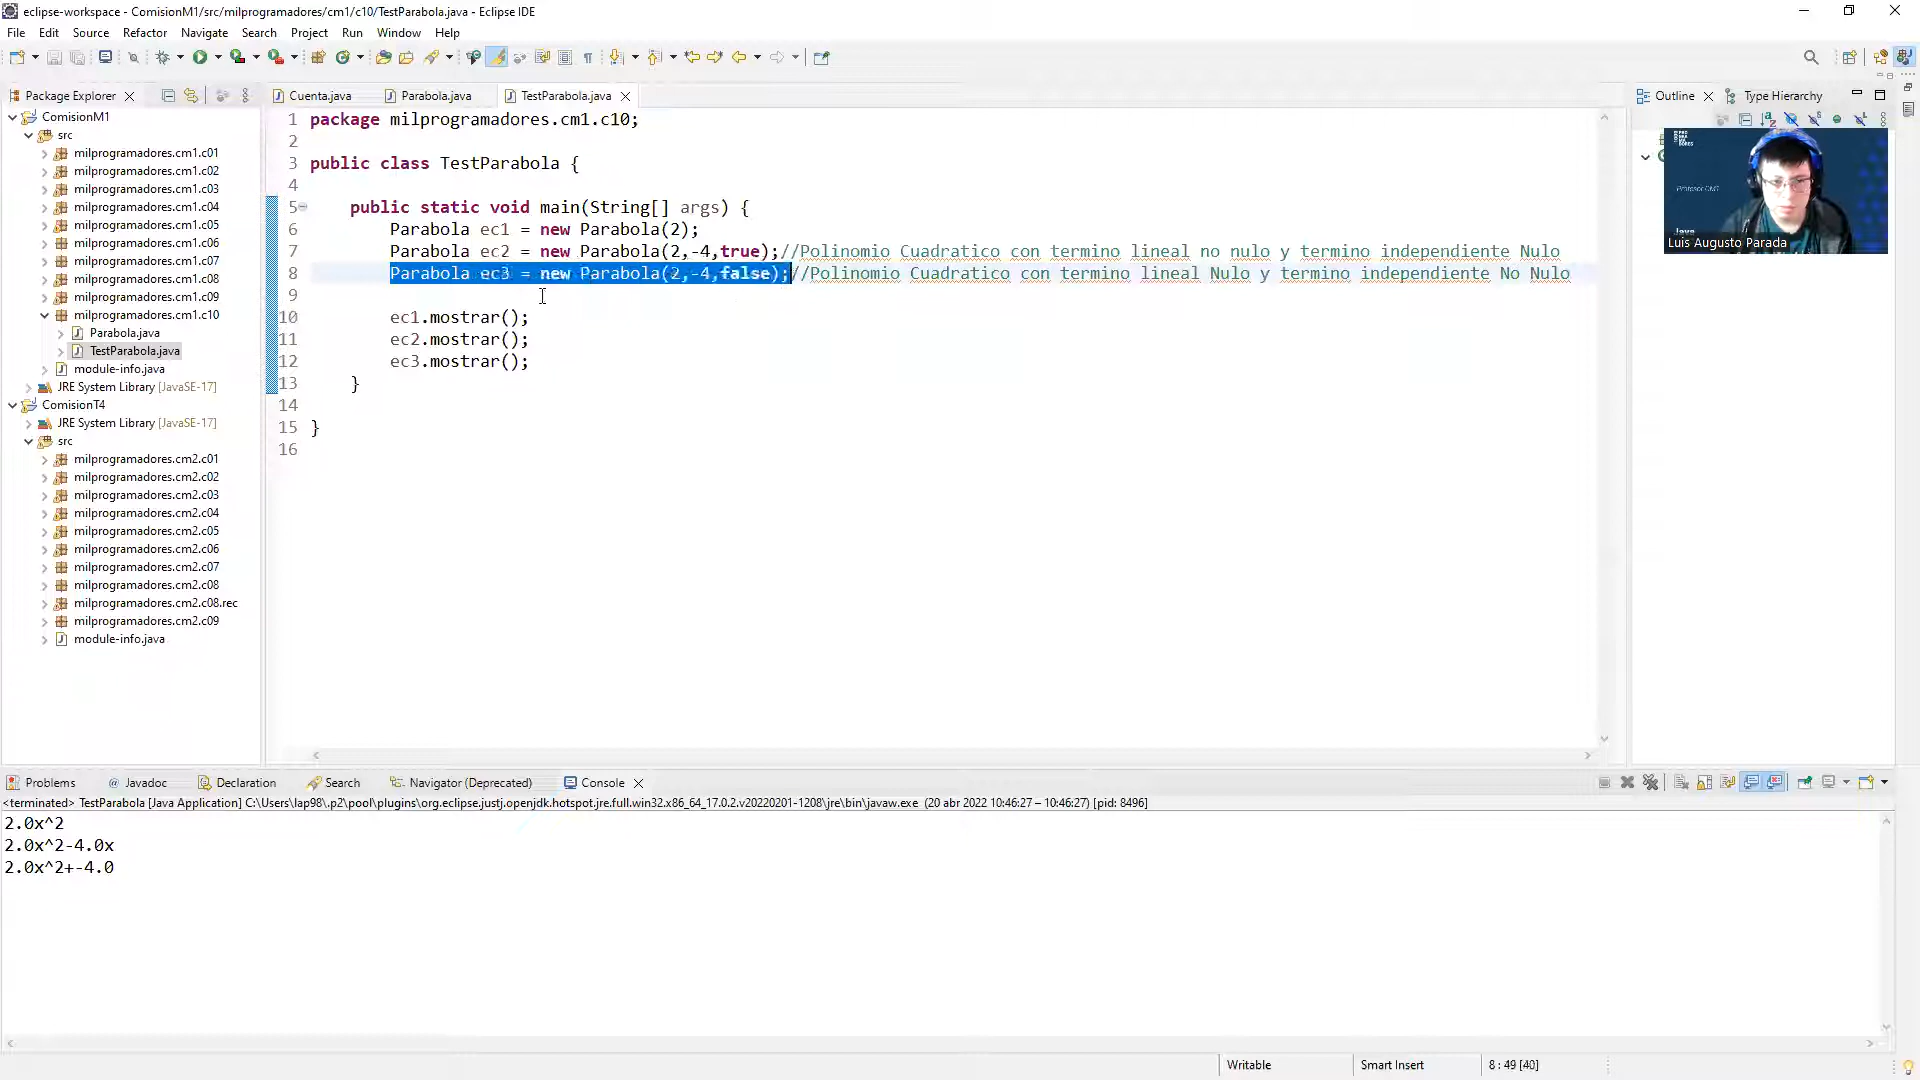 eclipse-workspace - ComisionM1/src/milprogramadores/cm1/c10/TestParabola.java - Eclipse IDE
File Edit Source Refactor Navigate Search Project Run Window Help
Package Explorer
Cuenta.java Parabola.java TestParabola.java
Outline Type Hierarchy
ComisionM1
src
milprogramadores.cm1.c01
milprogramadores.cm1.c02
milprogramadores.cm1.c03
milprogramadores.cm1.c04
milprogramadores.cm1.c05
milprogramadores.cm1.c06
milprogramadores.cm1.c07
milprogramadores.cm1.c08
milprogramadores.cm1.c09
milprogramadores.cm1.c10
Parabola.java
TestParabola.java
module-info.java
JRE System Library [JavaSE-17]
ComisionT4
JRE System Library [JavaSE-17]
src
milprogramadores.cm2.c01
milprogramadores.cm2.c02
milprogramadores.cm2.c03
milprogramadores.cm2.c04
milprogramadores.cm2.c05
milprogramadores.cm2.c06
milprogramadores.cm2.c07
milprogramadores.cm2.c08
milprogramadores.cm2.c08.rec
milprogramadores.cm2.c09
module-info.java
1 package milprogramadores.cm1.c10;
2
3 public class TestParabola {
4
5 public static void main(String[] args) {
6 Parabola ec1 = new Parabola(2);
7 Parabola ec2 = new Parabola(2,-4,true);//Polinomio Cuadratico con termino lineal no nulo y termino independiente Nulo
8 Parabola ec3 = new Parabola(2,-4,false);//Polinomio Cuadratico con termino lineal Nulo y termino independiente No Nulo
9
10 ec1.mostrar();
11 ec2.mostrar();
12 ec3.mostrar();
13 }
14
15 }
16
Profesor CM1
Java
Luis Augusto Parada
Problems Javadoc Declaration Search Navigator (Deprecated) Console
<terminated> TestParabola [Java Application] C:\Users\lap98\.p2\pool\plugins\org.eclipse.justj.openjdk.hotspot.jre.full.win32.x86_64_17.0.2.v20220201-1208\jre\bin\javaw.exe (20 abr 2022 10:46:27 – 10:46:27) [pid: 8496]
2.0x^2
2.0x^2-4.0x
2.0x^2+-4.0
Writable Smart Insert 8 : 49 [40]